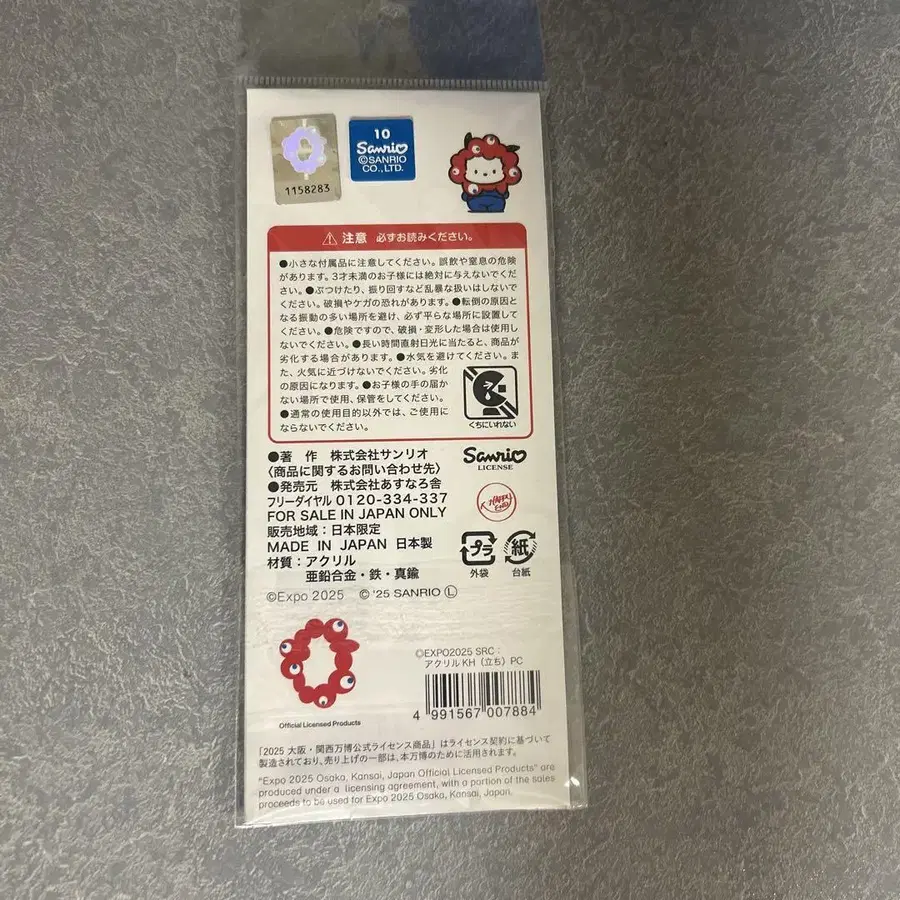 1158283
10
Sanrio
©SANRIO
CO.,LTD.
⚠ 注意 必ずお読みください。
●小さな付属品に注意してください。誤飲や窒息の危険
があります。3才未満のお子様には絶対に与えないでくだ
さい。●ぶつけたり、振り回すなど乱暴な扱いはしないで
ください。破損やケガの恐れがあります。●転倒の原因と
なる振動の多い場所を避け、必ず平らな場所に設置して
ください。●危険ですので、破損・変形した場合は使用し
ないでください。●長い時間直射日光に当たると、商品が
劣化する場合があります。●水気を避けてください。ま
た、火気に近づけないでください。劣化
の原因になります。●お子様の手の届か
ない場所で使用、保管をしてください。
●通常の使用目的以外では、ご使用に
ならないでください。
くちにいれない
●著 作 株式会社サンリオ
〈商品に関するお問い合わせ先〉
●発売元 株式会社あすなろ舎
フリーダイヤル 0120-334-337
FOR SALE IN JAPAN ONLY
販売地域:日本限定
MADE IN JAPAN 日本製
材質:アクリル
亜鉛合金・鉄・真鍮
©Expo 2025 © '25 SANRIO Ⓛ
Sanrio
LICENSE
プラ
外袋
紙
台紙
Official Licensed Products
©EXPO2025 SRC:
アクリルKH(立ち)PC
4 991567 007884
「2025 大阪・関西万博公式ライセンス商品」はライセンス契約に基づいて
製造されており、売り上げの一部は、本万博のために活用されます。
"Expo 2025 Osaka, Kansai, Japan Official Licensed Products" are
produced under a licensing agreement, with a portion of the sales
proceeds to be used for Expo 2025 Osaka, Kansai, Japan.